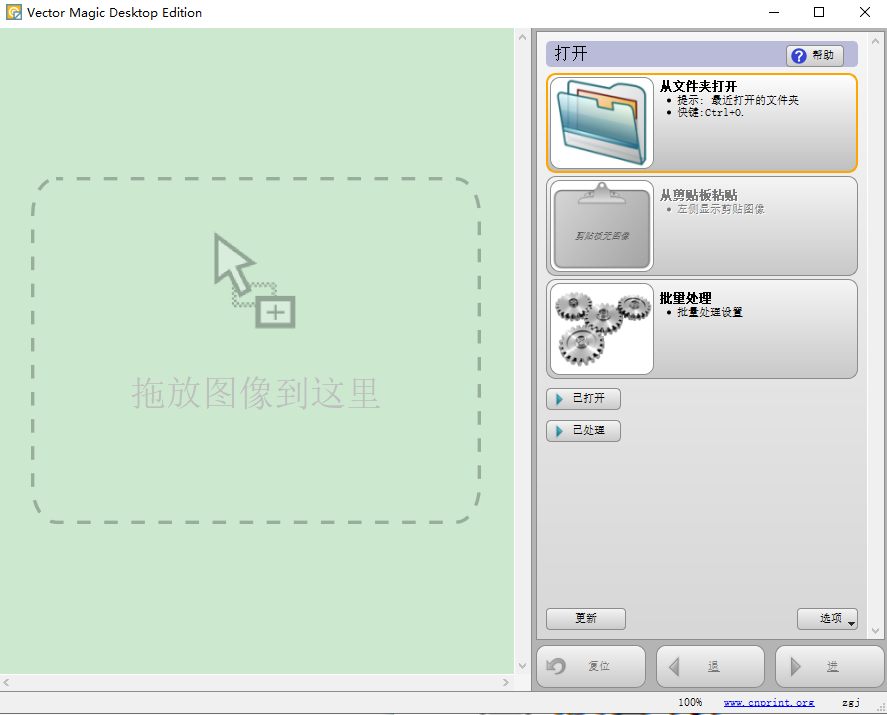 Vector Magic Desktop Edition
拖放图像到这里
打开
帮助
从文件夹打开
提示: 最近打开的文件夹
快键:Ctrl+O.
从剪贴板粘贴
左侧显示剪贴图像
剪贴板无图像
批量处理
批量处理设置
已打开
已处理
更新
选项
复位
退
进
100%
www.cnprint.org
zgj